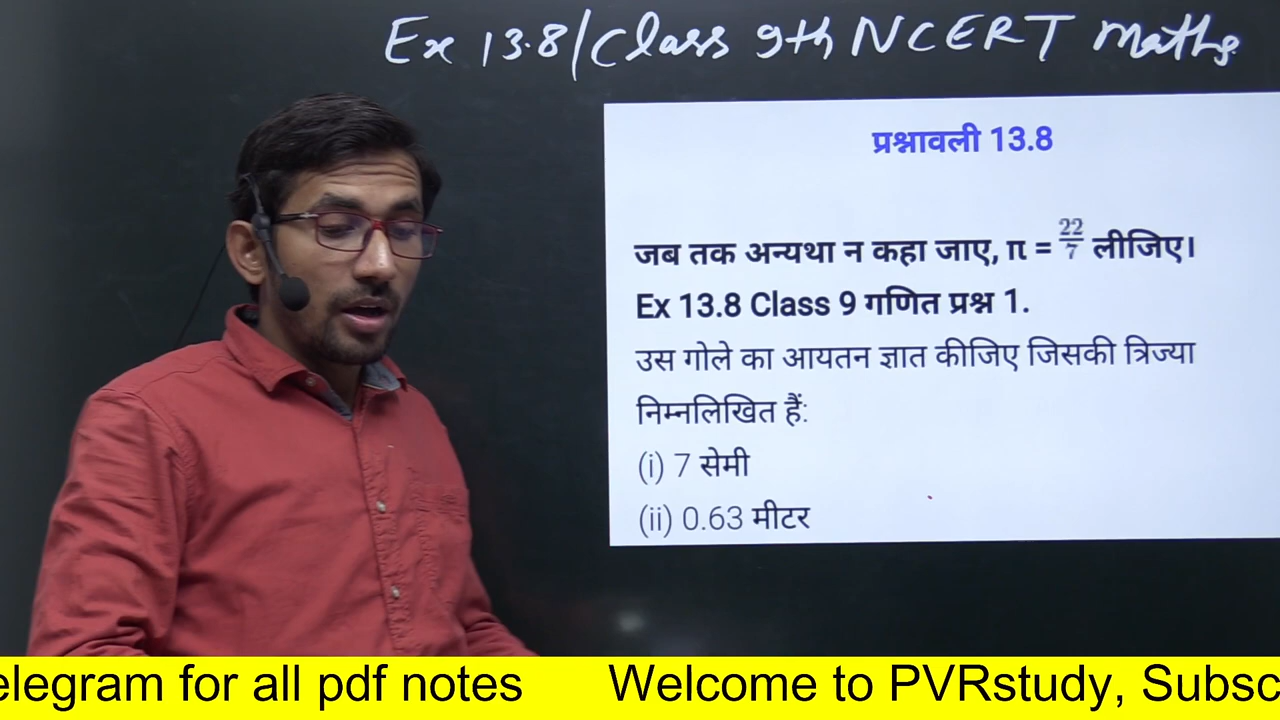 Ex 13.8/Class 9th NCERT Maths
प्रश्नावली 13.8
जब तक अन्यथा न कहा जाए, π = 22/7 लीजिए।
Ex 13.8 Class 9 गणित प्रश्न 1.
उस गोले का आयतन ज्ञात कीजिए जिसकी त्रिज्या
निम्नलिखित हैं:
(i) 7 सेमी
(ii) 0.63 मीटर
elegram for all pdf notes Welcome to PVRstudy, Subsc